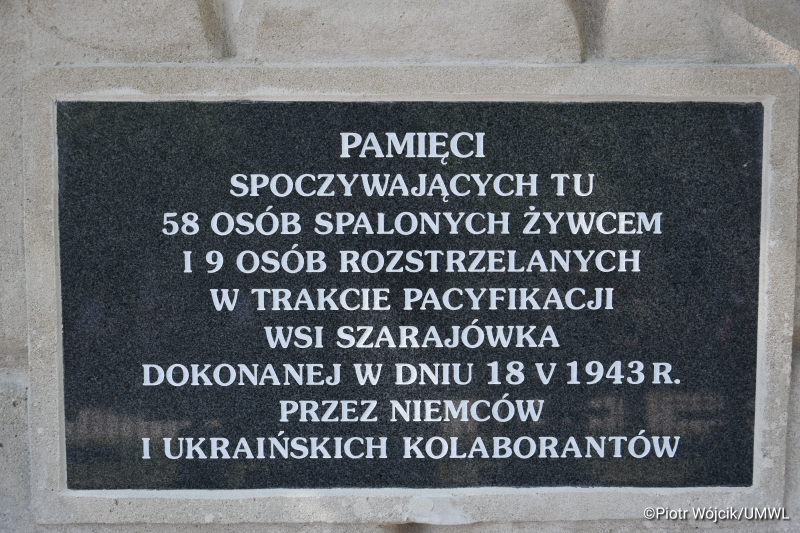 PAMIĘCI
SPOCZYWAJĄCYCH TU
58 OSÓB SPALONYCH ŻYWCEM
I 9 OSÓB ROZSTRZELANYCH
W TRAKCIE PACYFIKACJI
WSI SZARAJÓWKA
DOKONANEJ W DNIU 18 V 1943 R.
PRZEZ NIEMCÓW
I UKRAIŃSKICH KOLABORANTÓW
©Piotr Wójcik/UMWL